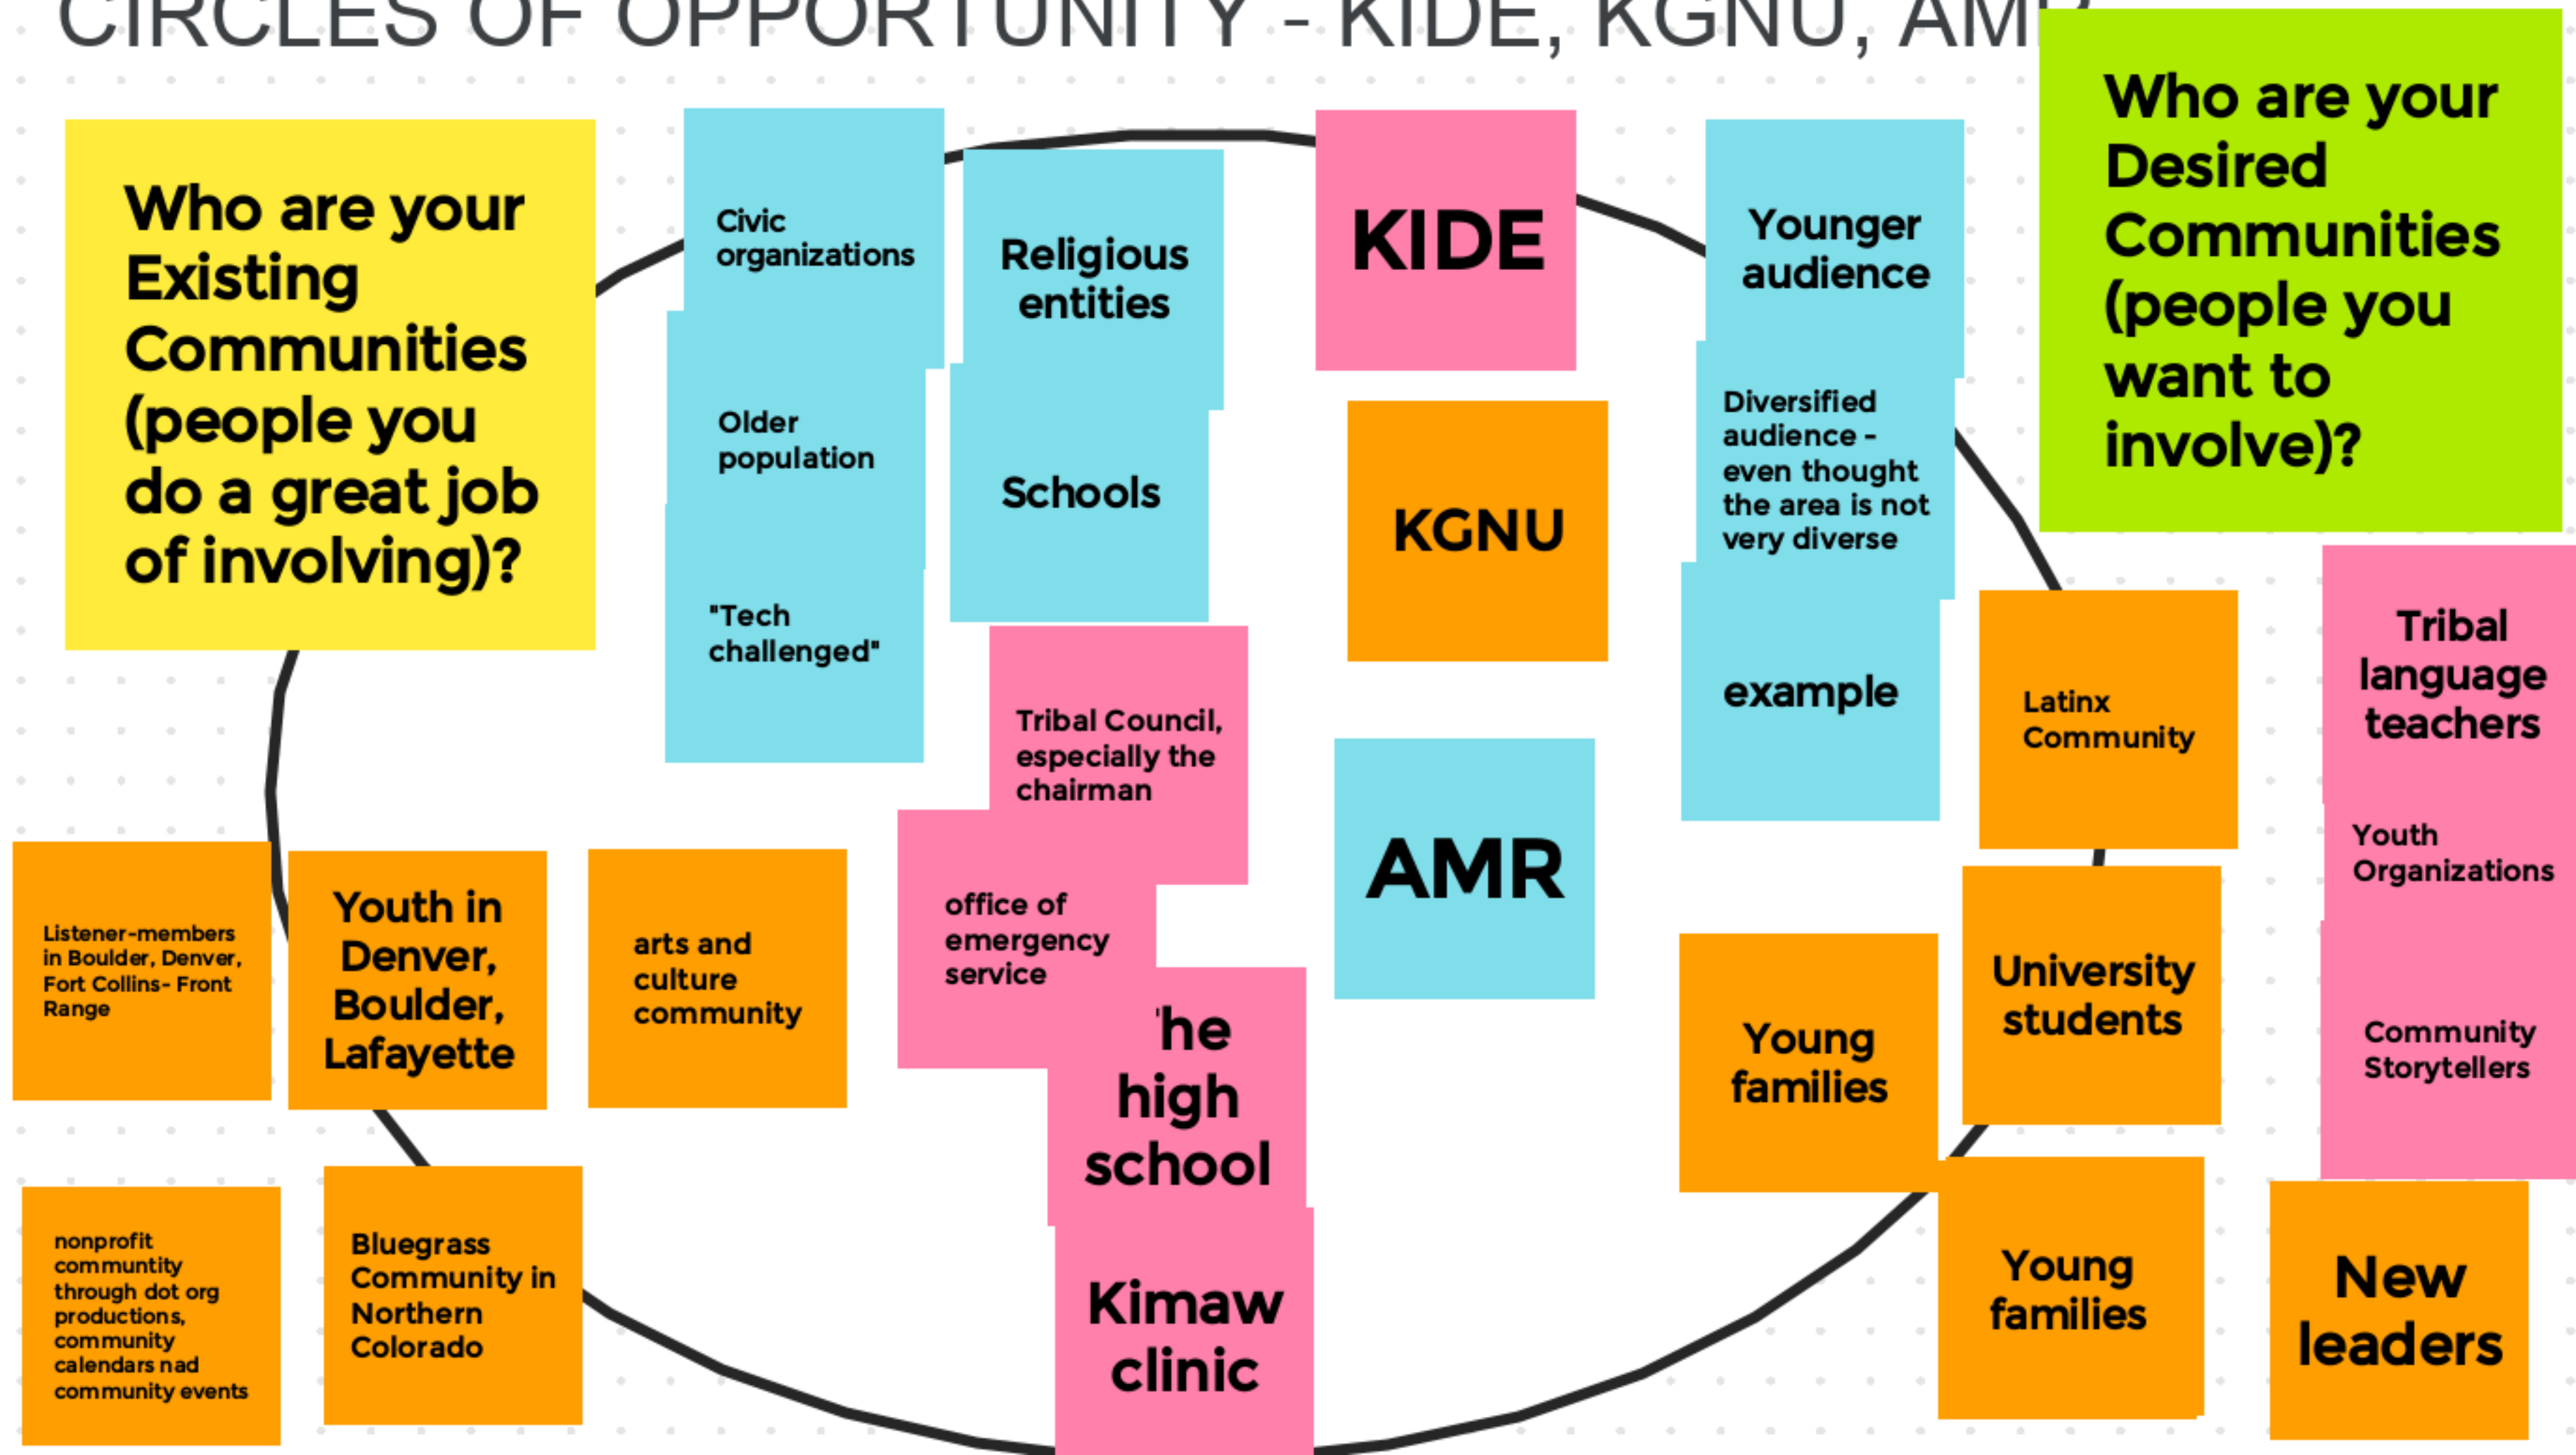 CIRCLES OF OPPORTUNITY - KIDE, KGNU, AMR
Who are your
Existing
Communities
(people you
do a great job
of involving)?
Civic
organizations
Religious
entities
Older
population
Schools
"Tech
challenged"
Tribal Council,
especially the
chairman
office of
emergency
service
he
high
school
Kimaw
clinic
Listener-members
in Boulder, Denver,
Fort Collins- Front
Range
Youth in
Denver,
Boulder,
Lafayette
arts and
culture
community
nonprofit
communtity
through dot org
productions,
community
calendars nad
community events
Bluegrass
Community in
Northern
Colorado
KIDE
KGNU
AMR
Who are your
Desired
Communities
(people you
want to
involve)?
Younger
audience
Diversified
audience -
even thought
the area is not
very diverse
example
Latinx
Community
University
students
Young
families
Young
families
Tribal
language
teachers
Youth
Organizations
Community
Storytellers
New
leaders